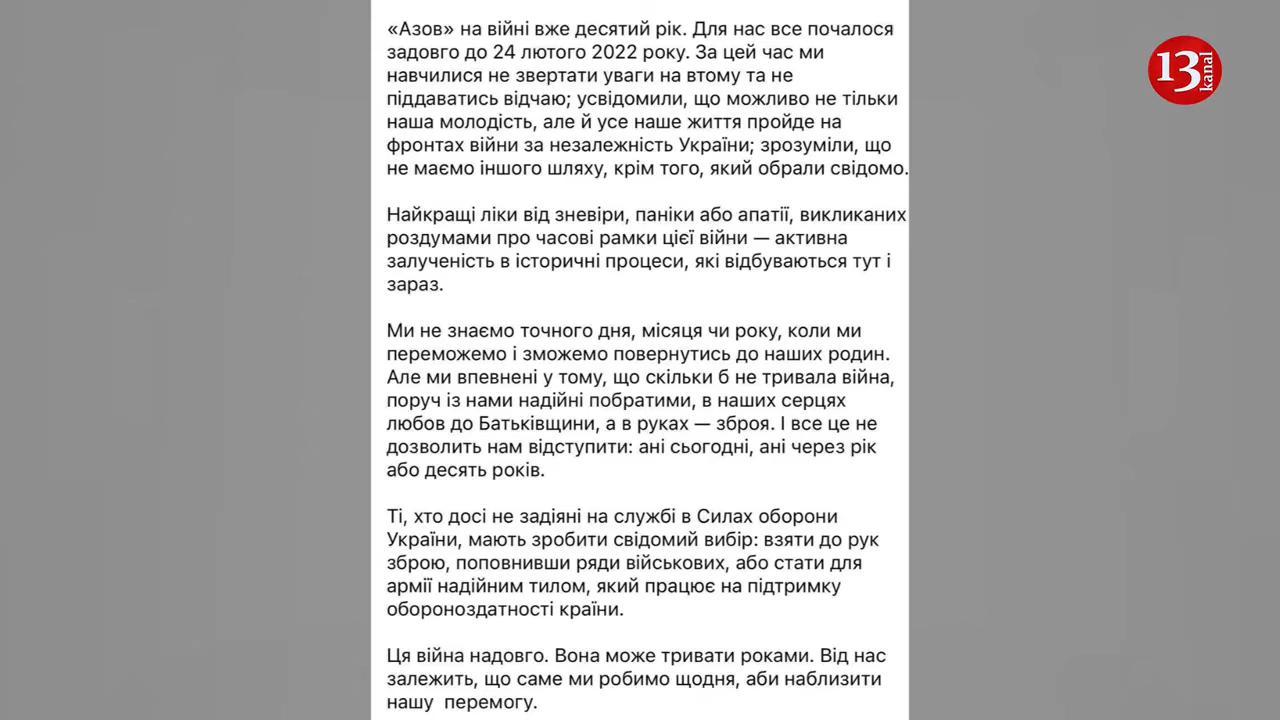 «Азов» на війні вже десятий рік. Для нас все почалося
задовго до 24 лютого 2022 року. За цей час ми
навчилися не звертати уваги на втому та не
піддаватись відчаю; усвідомили, що можливо не тільки
наша молодість, але й усе наше життя пройде на
фронтах війни за незалежність України; зрозуміли, що
не маємо іншого шляху, крім того, який обрали свідомо.
Найкращі ліки від зневіри, паніки або апатії, викликаних
роздумами про часові рамки цієї війни — активна
залученість в історичні процеси, які відбуваються тут і
зараз.
Ми не знаємо точного дня, місяця чи року, коли ми
переможемо і зможемо повернутись до наших родин.
Але ми впевнені у тому, що скільки б не тривала війна,
поруч із нами надійні побратими, в наших серцях
любов до Батьківщини, а в руках — зброя. І все це не
дозволить нам відступити: ані сьогодні, ані через рік
або десять років.
Ті, хто досі не задіяні на службі в Силах оборони
України, мають зробити свідомий вибір: взяти до рук
зброю, поповнивши ряди військових, або стати для
армії надійним тилом, який працює на підтримку
обороноздатності країни.
Ця війна надовго. Вона може тривати роками. Від нас
залежить, що саме ми робимо щодня, аби наблизити
нашу  перемогу.
13 kanal